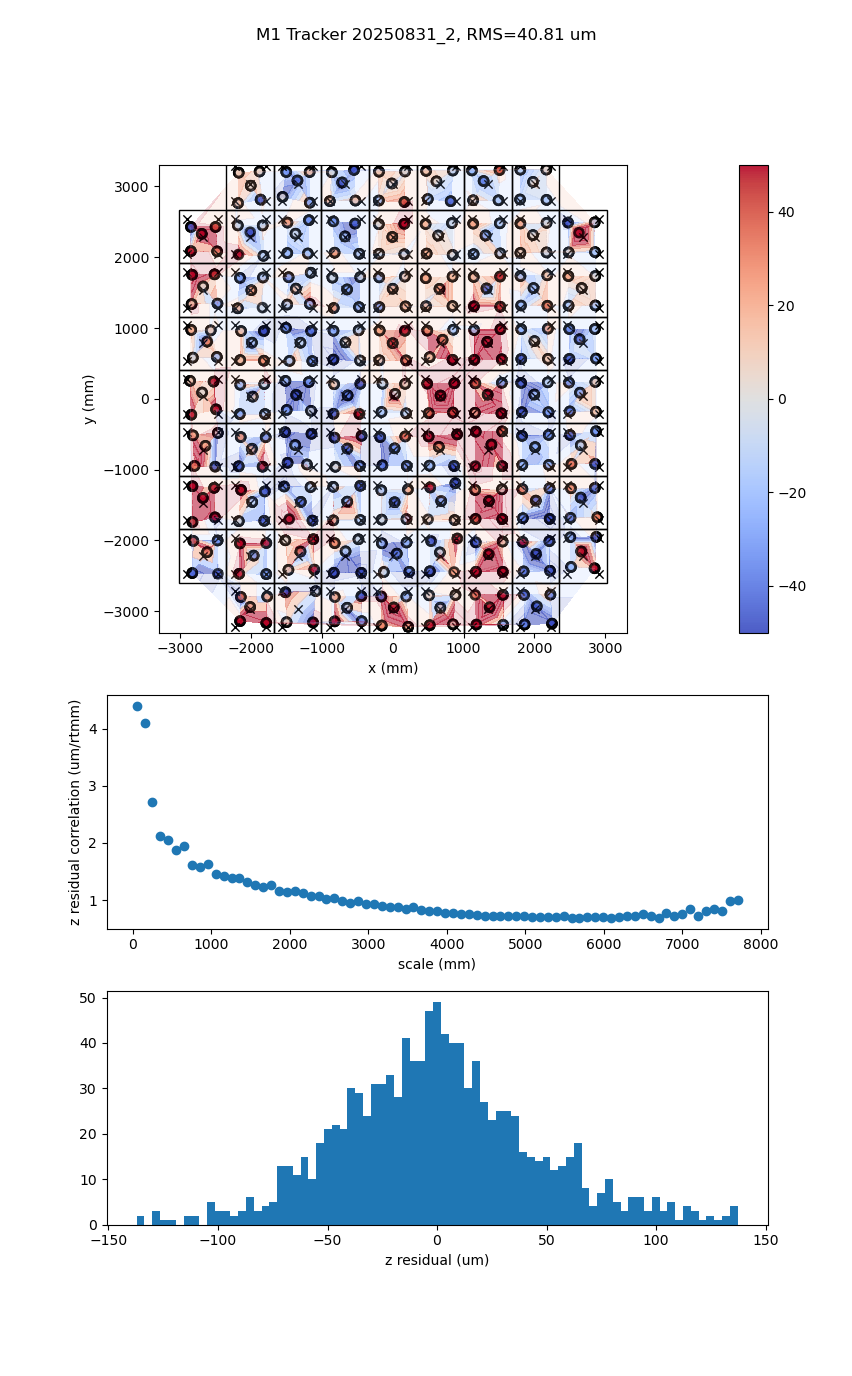 M1 Tracker 20250831_2, RMS=40.81 um
3000
2000
1000
0
−1000
−2000
−3000
y (mm)
−3000 −2000 −1000 0 1000 2000 3000
x (mm)
40
20
0
−20
−40
4
3
2
1
z residual correlation (um/rtmm)
0 1000 2000 3000 4000 5000 6000 7000 8000
scale (mm)
50
40
30
20
10
0
−150 −100 −50 0 50 100 150
z residual (um)